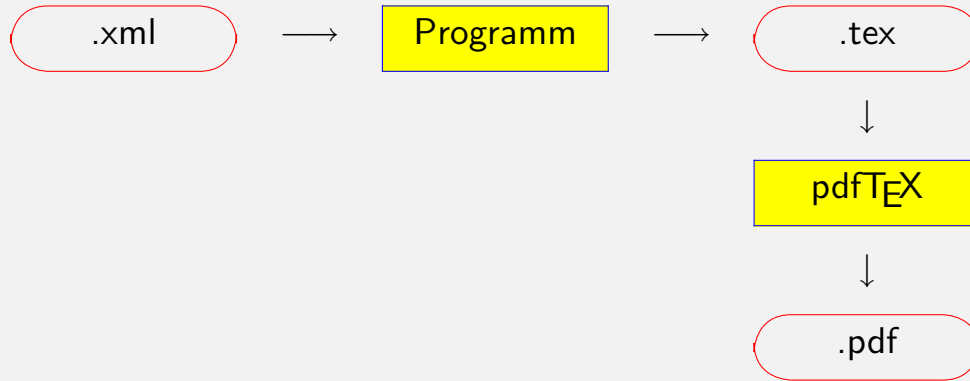 .xml ⟶ Programm ⟶ .tex
↓
pdfTEX
↓
.pdf